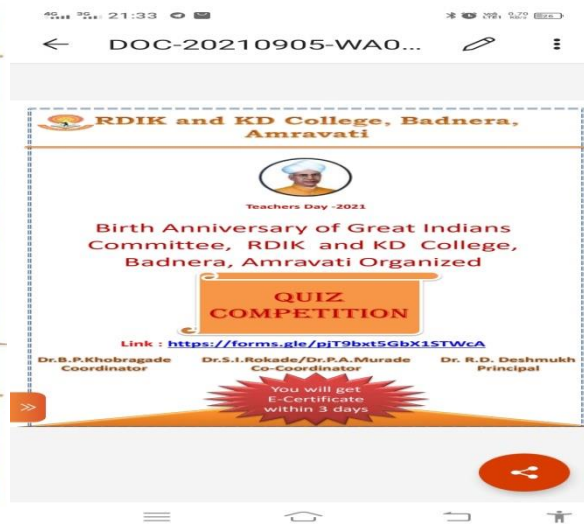 21:33
DOC-20210905-WA0...
RDIK and KD College, Badnera,
Amravati
Teachers Day -2021
Birth Anniversary of Great Indians
Committee, RDIK and KD College,
Badnera, Amravati Organized
QUIZ
COMPETITION
Link : https://forms.gle/pjT9bxt5GbX1STWcA
Dr.B.P.Khobragade Dr.S.I.Rokade/Dr.P.A.Murade Dr. R.D. Deshmukh
Coordinator Co-Coordinator Principal
You will get
E-Certificate
within 3 days